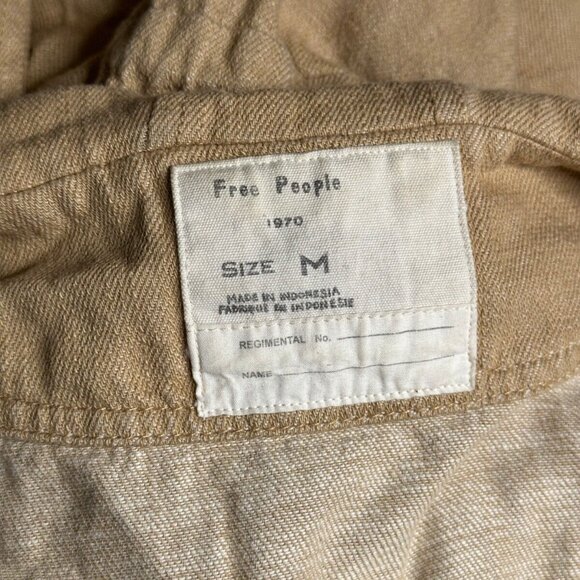 Free People
1970
SIZE M
MADE IN INDONESIA
FABRIQUE EN INDONESIE
REGIMENTAL No.
NAME